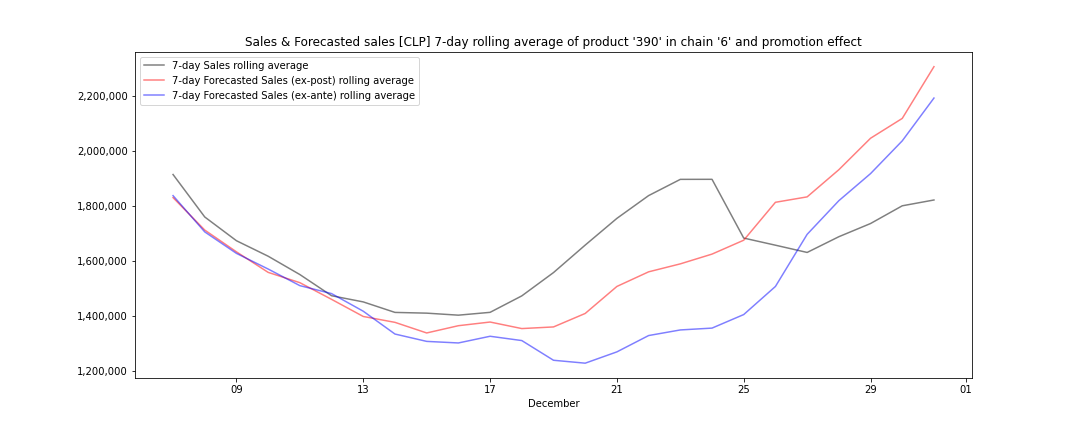 Sales & Forecasted sales [CLP] 7-day rolling average of product '390' in chain '6' and promotion effect
7-day Sales rolling average
7-day Forecasted Sales (ex-post) rolling average
7-day Forecasted Sales (ex-ante) rolling average
2,200,000
2,000,000
1,800,000
1,600,000
1,400,000
1,200,000
09 13 17 21 25 29 01
December